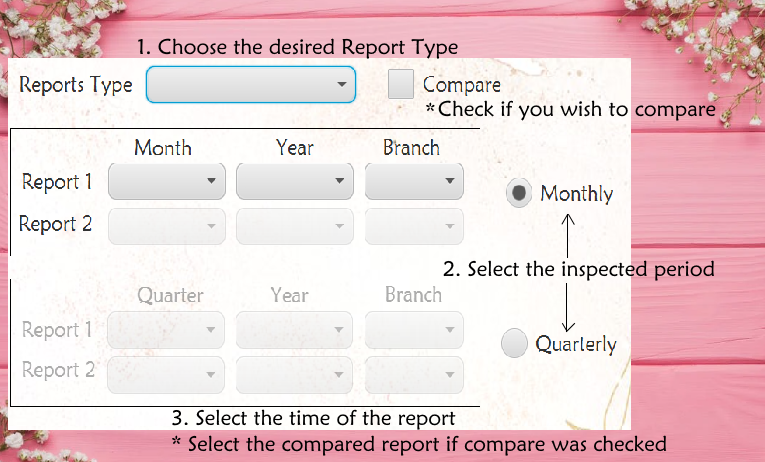 1. Choose the desired Report Type
Reports Type Compare
*Check if you wish to compare
Month Year Branch
Report 1
Monthly
Report 2
2. Select the inspected period
Quarter Year Branch
Report 1
Quarterly
Report 2
3. Select the time of the report
* Select the compared report if compare was checked